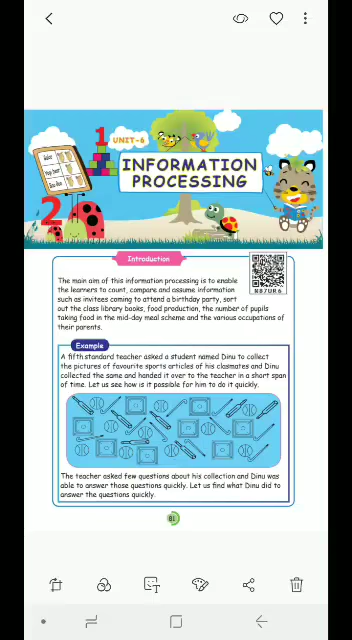 1
UNIT-6
INFORMATION
PROCESSING
2
Introduction
The main aim of this information processing is to enable
the learners to count, compare and assume information
such as invitees coming to attend a birthday party, sort
out the class library books, food production, the number of pupils
taking food in the mid-day meal scheme and the various occupations of
their parents.
Example
A fifth standard teacher asked a student named Dinu to collect
the pictures of favourite sports articles of his clasmates and Dinu
collected the same and handed it over to the teacher in a short span
of time. Let us see how is it possible for him to do it quickly.
The teacher asked few questions about his collection and Dinu was
able to answer those questions quickly. Let us find what Dinu did to
answer the questions quickly.
81